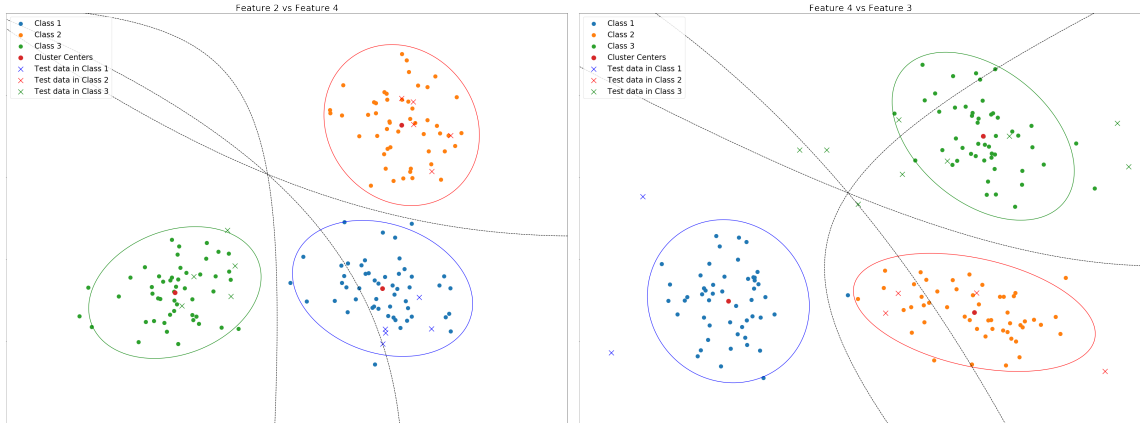 Feature 2 vs Feature 4
Class 1
Class 2
Class 3
Cluster Centers
Test data in Class 1
Test data in Class 2
Test data in Class 3
Feature 4 vs Feature 3
Class 1
Class 2
Class 3
Cluster Centers
Test data in Class 1
Test data in Class 2
Test data in Class 3